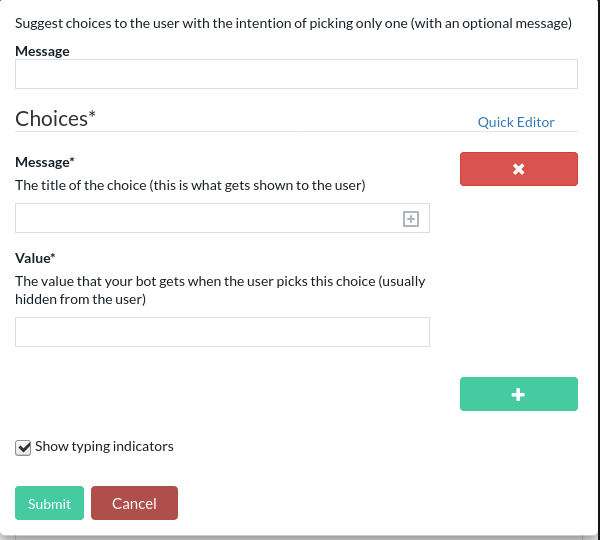 Suggest choices to the user with the intention of picking only one (with an optional message)
Message
Choices*
Quick Editor
Message*
The title of the choice (this is what gets shown to the user)
Value*
The value that your bot gets when the user picks this choice (usually
hidden from the user)
Show typing indicators
Submit
Cancel